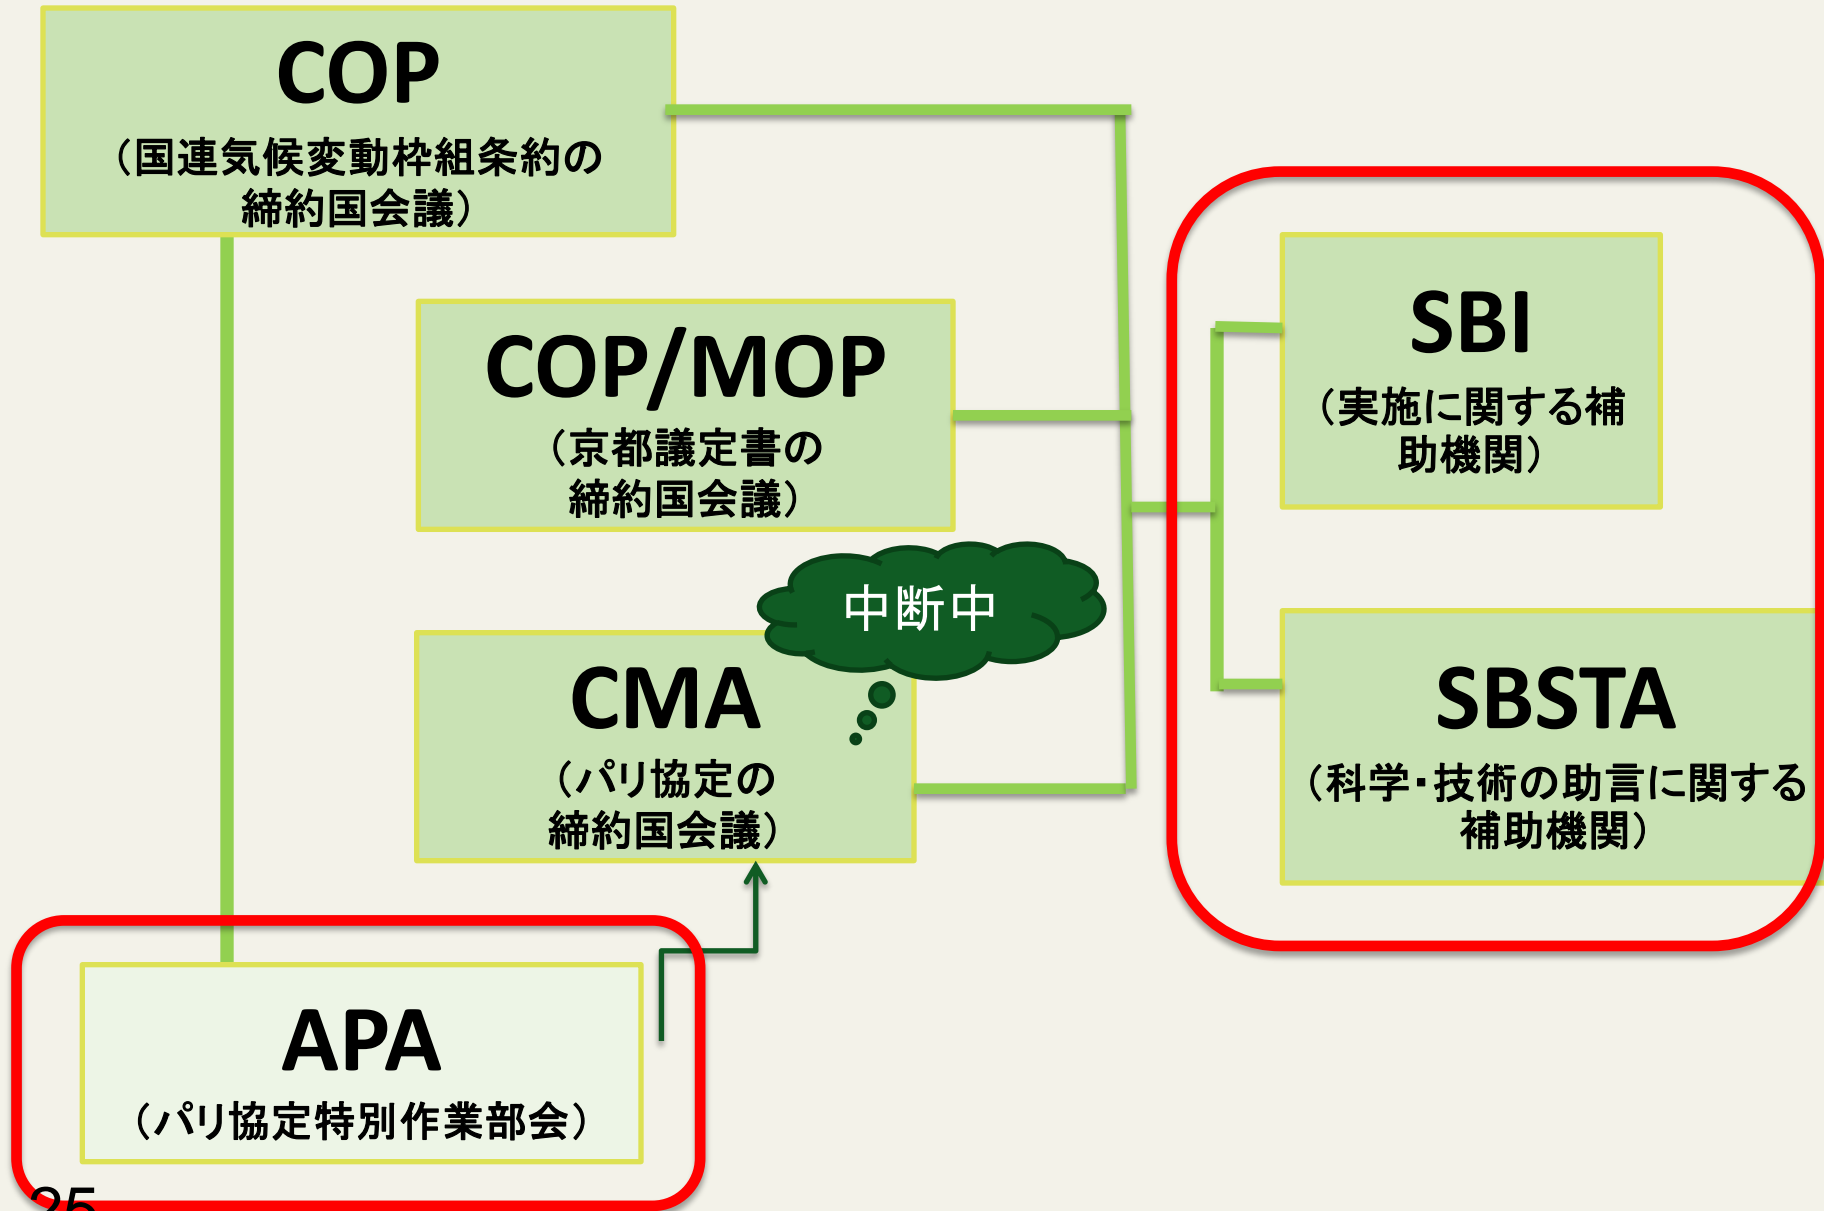 COP
（国連気候変動枠組条約の
締約国会議）
COP/MOP
（京都議定書の
締約国会議）
中断中
CMA
（パリ協定の
締約国会議）
SBI
（実施に関する補
助機関）
SBSTA
（科学・技術の助言に関する
補助機関）
APA
（パリ協定特別作業部会）
25